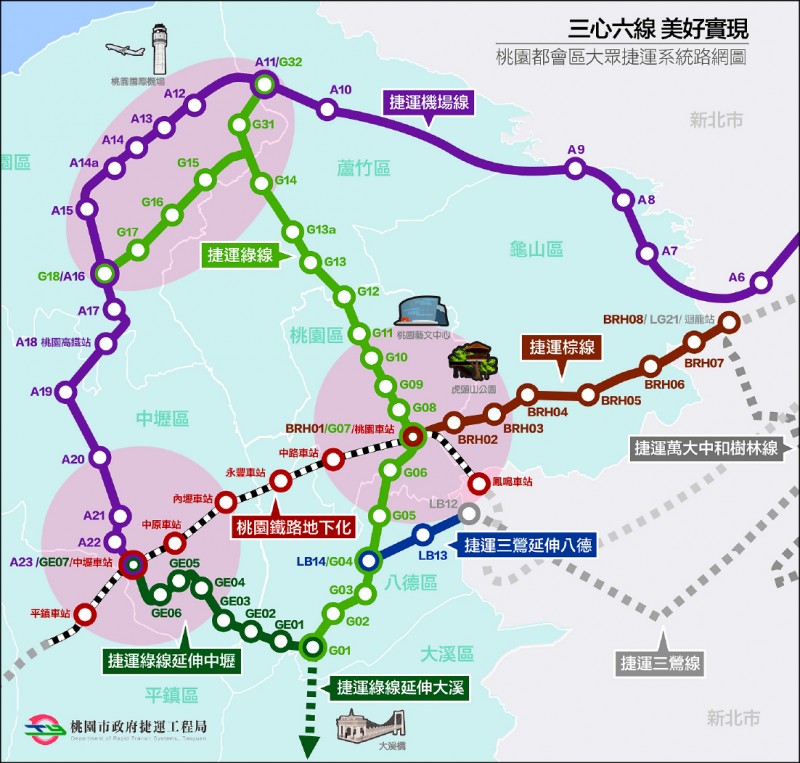 三心六線 美好實現
桃園都會區大眾捷運系統路網圖
桃園國際機場
A11/G32
A10
捷運機場線
A12
A13
A14
A14a
A15
G31
G15
G16
G17
G14
G18/A16
蘆竹區
園區
新北市
A9
A8
A7
A6
龜山區
G13a
G13
捷運綠線
G12
A17
A18 桃園高鐵站
A19
桃園區
G11
G10
G09
G08
桃園藝文中心
虎頭山公園
BRH08/ LG21/ 迴龍站
捷運棕線
BRH07
BRH06
BRH05
BRH04
BRH03
BRH02
BRH01/G07/桃園車站
中壢區
捷運萬大中和樹林線
A20
中路車站
永豐車站
內壢車站
鳳鳴車站
G06
LB12
A21
中原車站
桃園鐵路地下化
G05
A22
LB13
捷運三鶯延伸八德
A23/GE07/中壢車站
LB14/G04
GE05
GE04
GE06
GE03
GE02
GE01
G03
G02
G01
八德區
平鎮車站
捷運綠線延伸中壢
大溪區
捷運三鶯線
平鎮區
捷運綠線延伸大溪
新北市
大溪橋
桃園市政府捷運工程局
Department of Rapid Transit Systems, Taoyuan